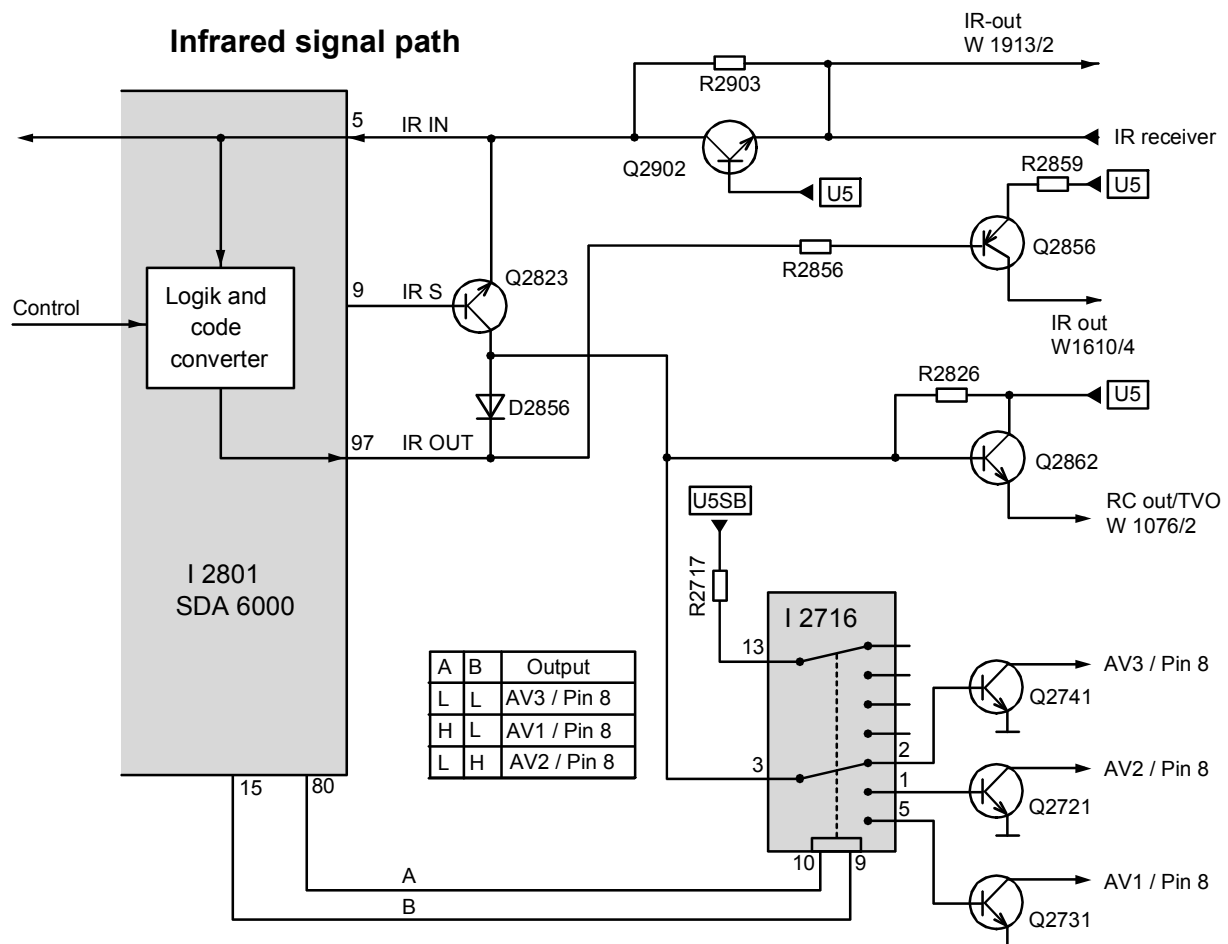 Infrared signal path
IR-out
W 1913/2
R2903
5
IR IN
IR receiver
Q2902
U5
R2859
U5
Q2856
R2856
IR out
W1610/4
Control
Logik and
code
converter
9
IR S
Q2823
D2856
97
IR OUT
R2826
U5
Q2862
RC out/TVO
W 1076/2
U5SB
R2717
I 2801
SDA 6000
I 2716
13
3
2
1
5
10
9
A B Output
L L AV3 / Pin 8
H L AV1 / Pin 8
L H AV2 / Pin 8
AV3 / Pin 8
Q2741
AV2 / Pin 8
Q2721
AV1 / Pin 8
Q2731
15
80
A
B